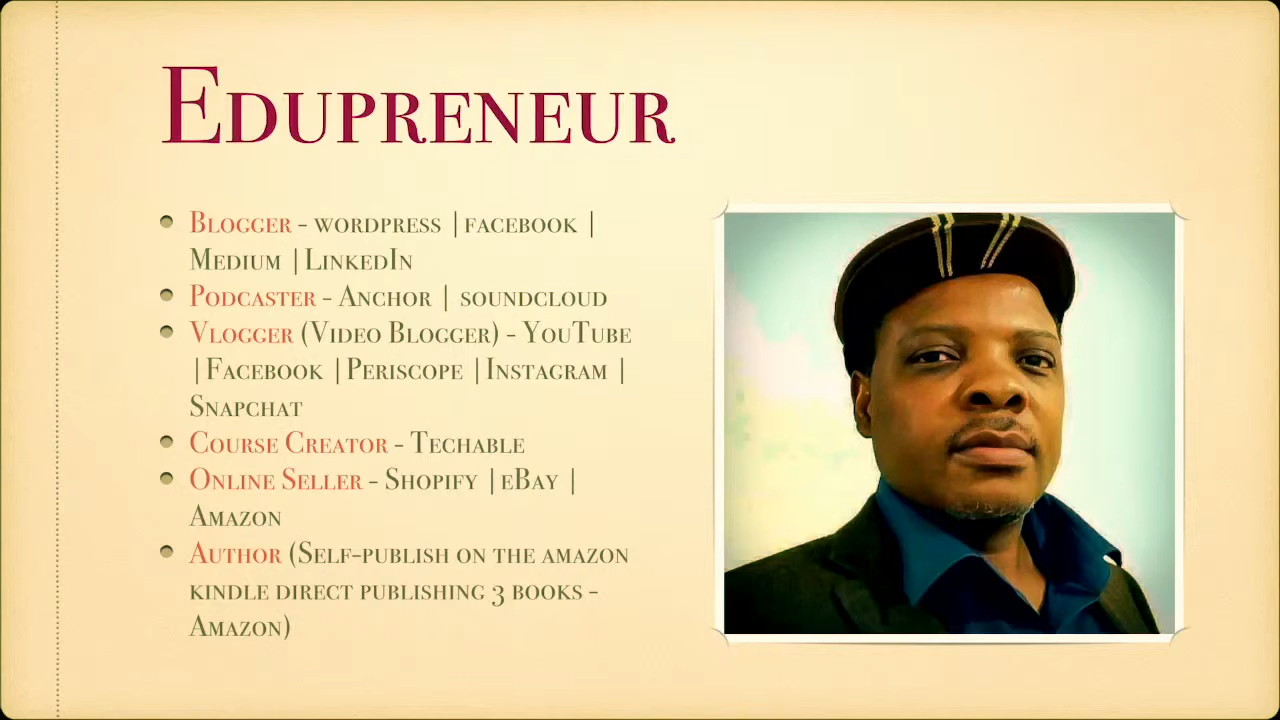 Edupreneur
Blogger - wordpress |facebook |
Medium |LinkedIn
Podcaster - Anchor | soundcloud
Vlogger (Video Blogger) - YouTube
|Facebook |Periscope |Instagram |
Snapchat
Course Creator - Techable
Online Seller - Shopify |eBay |
Amazon
Author (Self-publish on the amazon
kindle direct publishing 3 books -
Amazon)